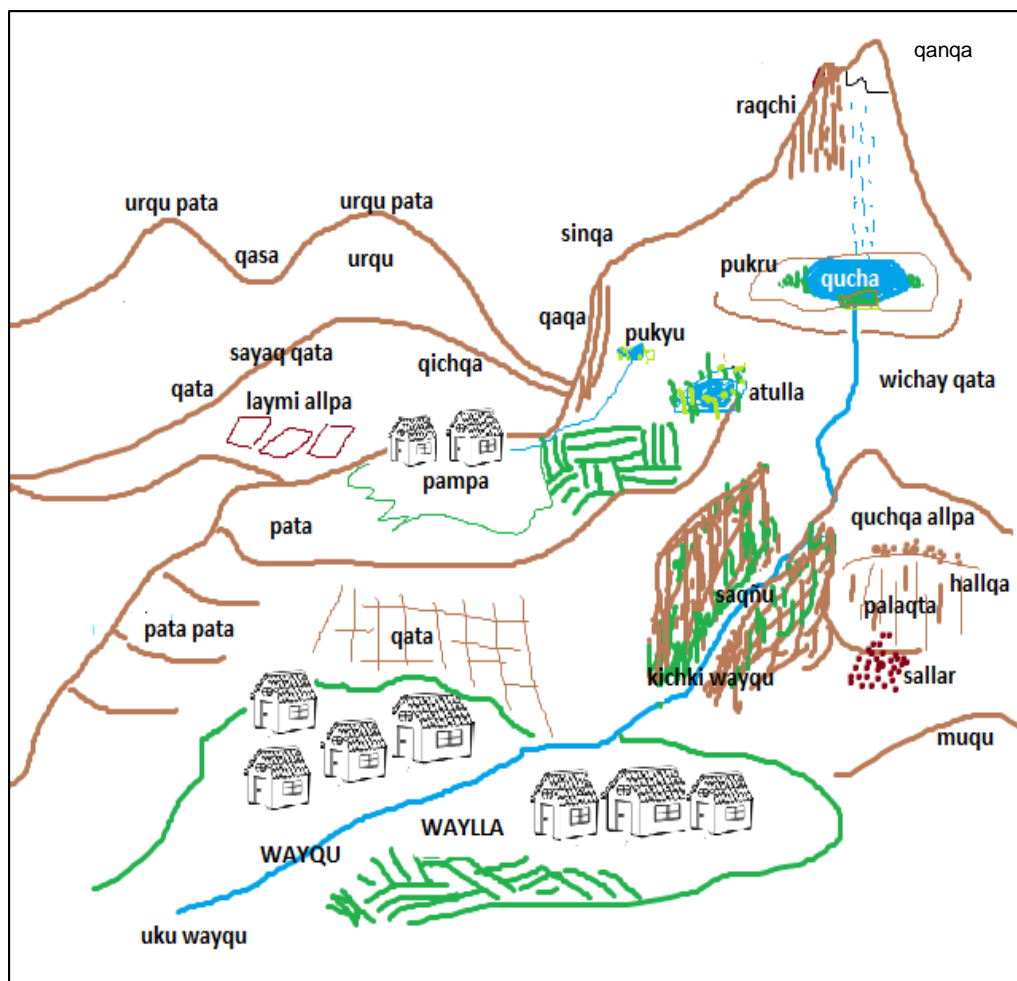 qanqa
raqchi
urqu pata
urqu pata
sinqa
qasa
urqu
pukru
qucha
qaqa
pukyu
sayaq qata
qichqa
wichay qata
qata
laymi allpa
atulla
pampa
quchqa allpa
pata
hallqa
saqñu
palaqta
pata pata
qata
kichki wayqu
sallar
muqu
WAYLLA
WAYQU
uku wayqu